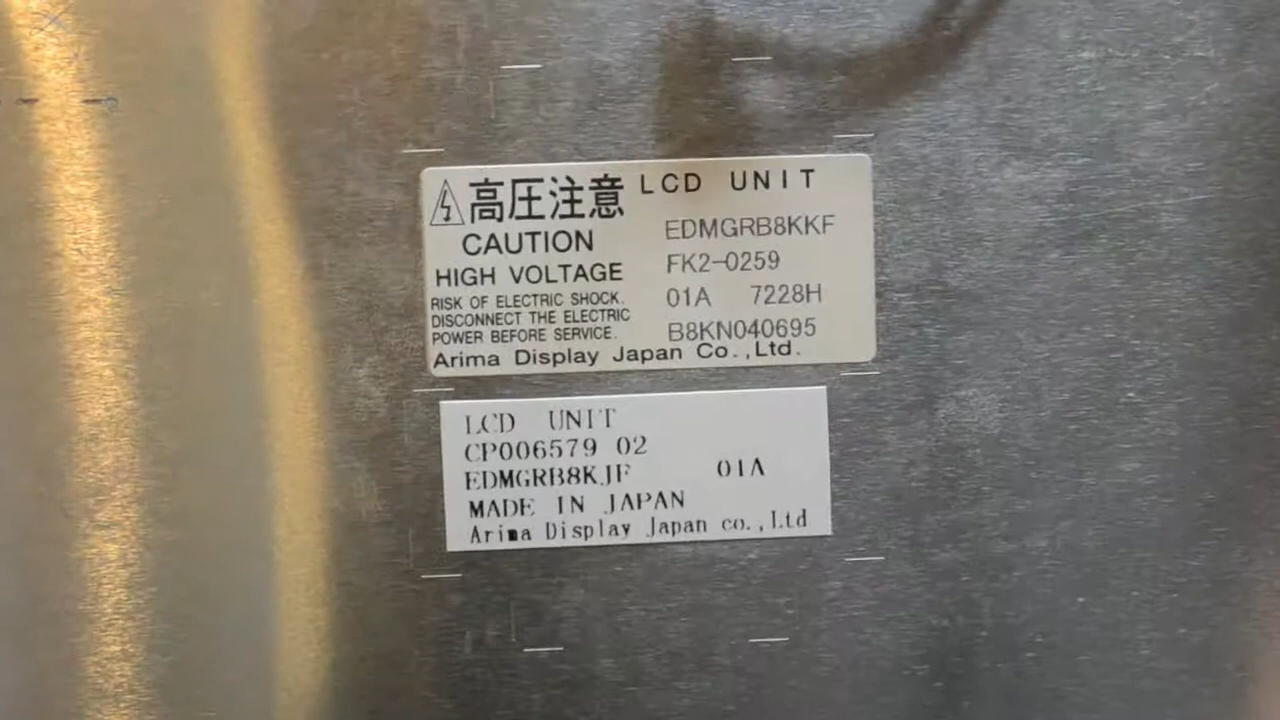 高圧注意 LCD UNIT
CAUTION EDMGRB8KKF
HIGH VOLTAGE FK2-0259
RISK OF ELECTRIC SHOCK. 01A 7228H
DISCONNECT THE ELECTRIC
POWER BEFORE SERVICE. B8KN040695
Arima Display Japan Co.,Ltd.
LCD UNIT
CP006579 02
EDMGRB8KJF 01A
MADE IN JAPAN
Arima Display Japan co.,Ltd